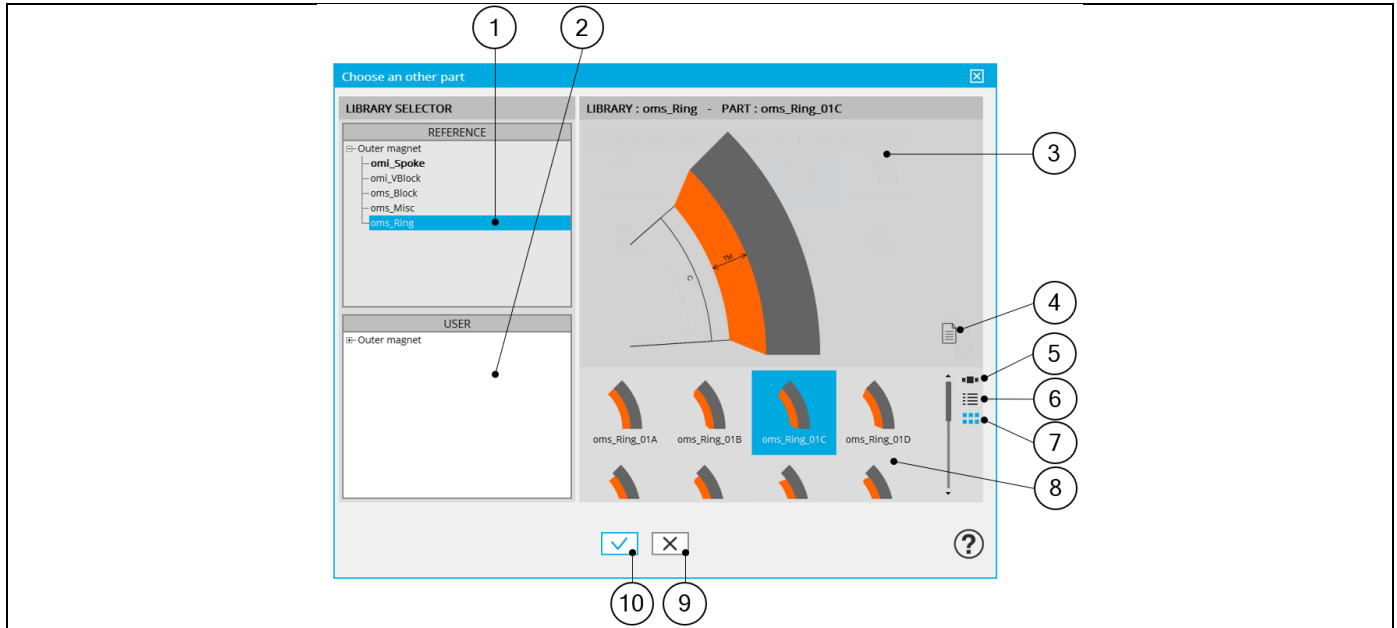 1
2
Choose an other part
LIBRARY SELECTOR
LIBRARY : oms_Ring - PART : oms_Ring_01C
REFERENCE
Outer magnet
omi_Spoke
omi_VBlock
oms_Block
oms_Misc
oms_Ring
3
TM
C
4
USER
Outer magnet
5
6
7
oms_Ring_01A
oms_Ring_01B
oms_Ring_01C
oms_Ring_01D
8
?
10
9